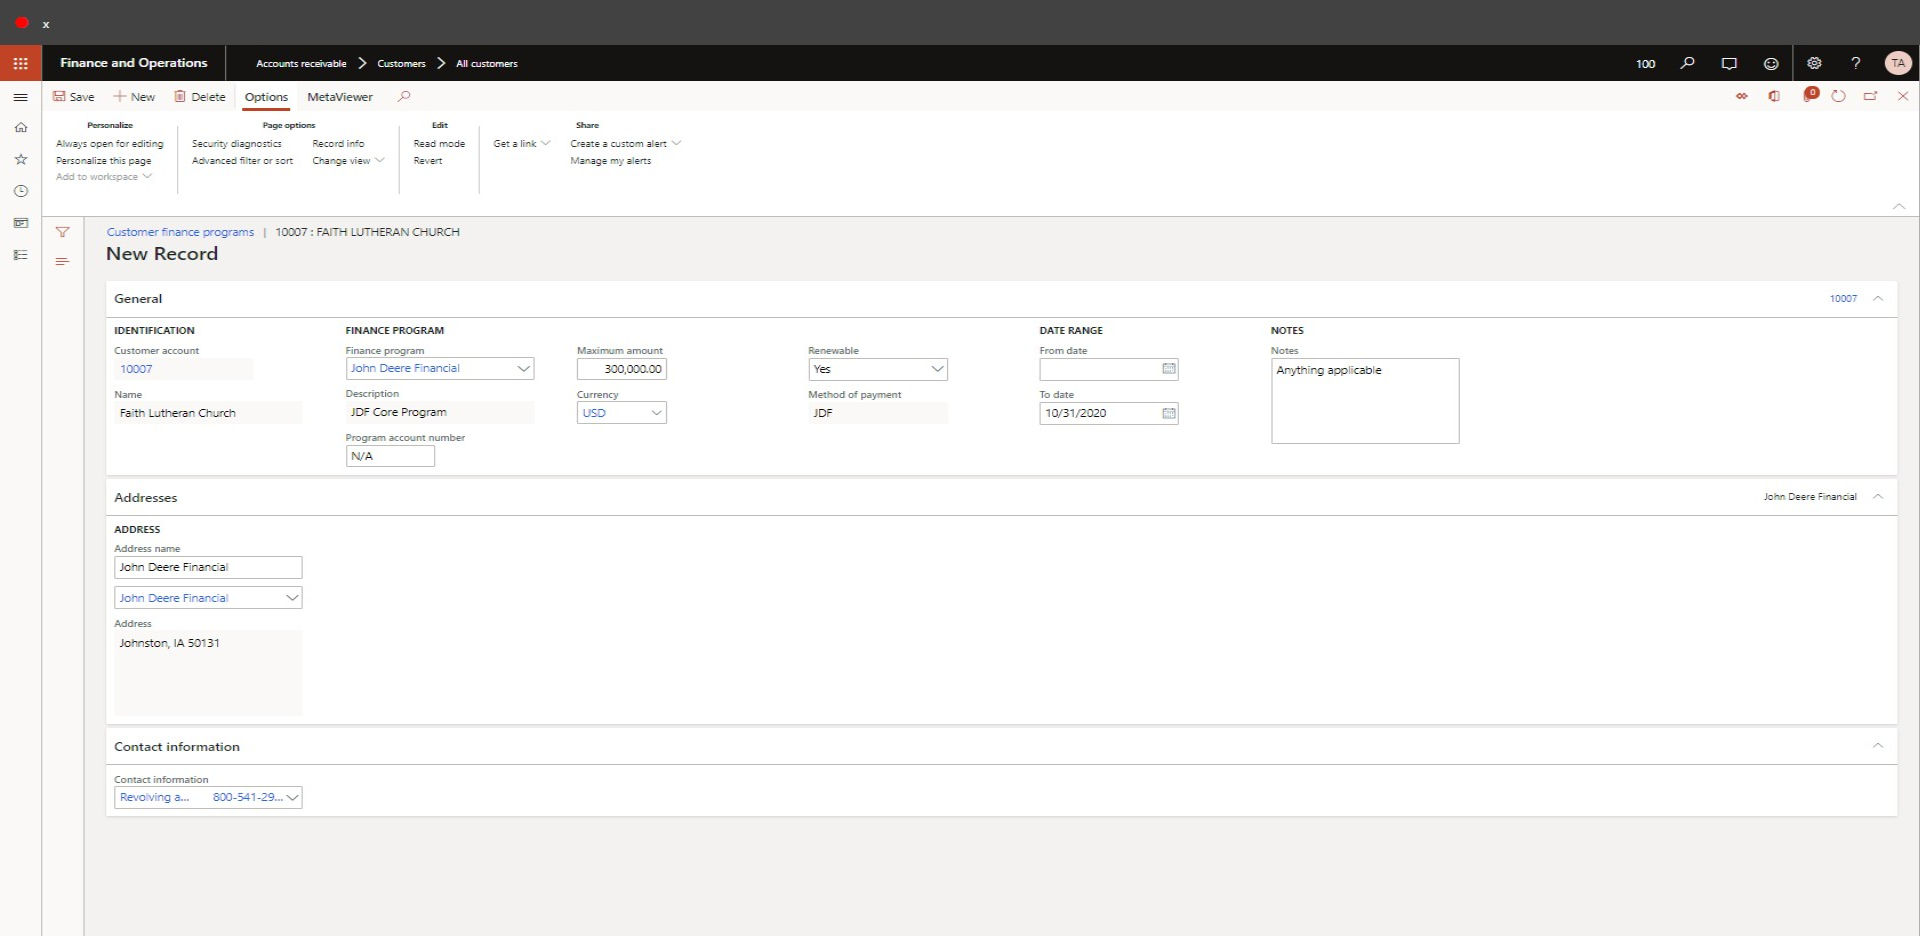 x
Finance and Operations
Accounts receivable
Customers
All customers
100
?
TA
Save
New
Delete
Options
MetaViewer
0
Personalize
Always open for editing
Personalize this page
Add to workspace
Page options
Security diagnostics
Advanced filter or sort
Record info
Change view
Edit
Read mode
Revert
Share
Get a link
Create a custom alert
Manage my alerts
Customer finance programs | 10007 : FAITH LUTHERAN CHURCH
New Record
General
10007
IDENTIFICATION
Customer account
10007
Name
Faith Lutheran Church
FINANCE PROGRAM
Finance program
John Deere Financial
Description
JDF Core Program
Program account number
N/A
Maximum amount
300,000.00
Currency
USD
Renewable
Yes
Method of payment
JDF
DATE RANGE
From date
To date
10/31/2020
NOTES
Notes
Anything applicable
Addresses
John Deere Financial
ADDRESS
Address name
John Deere Financial
John Deere Financial
Address
Johnston, IA 50131
Contact information
Contact information
Revolving a... 800-541-29...